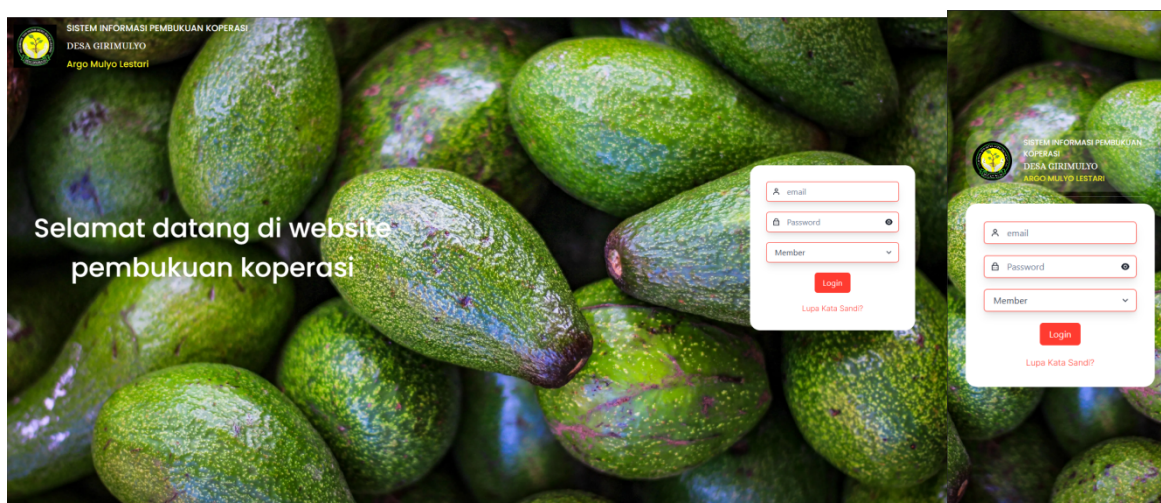 SISTEM INFORMASI PEMBUKUAN KOPERASI
DESA GIRIMULYO
Argo Mulyo Lestari
Selamat datang di website
pembukuan koperasi
email
Password
Member
Login
Lupa Kata Sandi?
SISTEM INFORMASI PEMBUKUAN
KOPERASI
DESA GIRIMULYO
ARGO MULYO LESTARI
email
Password
Member
Login
Lupa Kata Sandi?